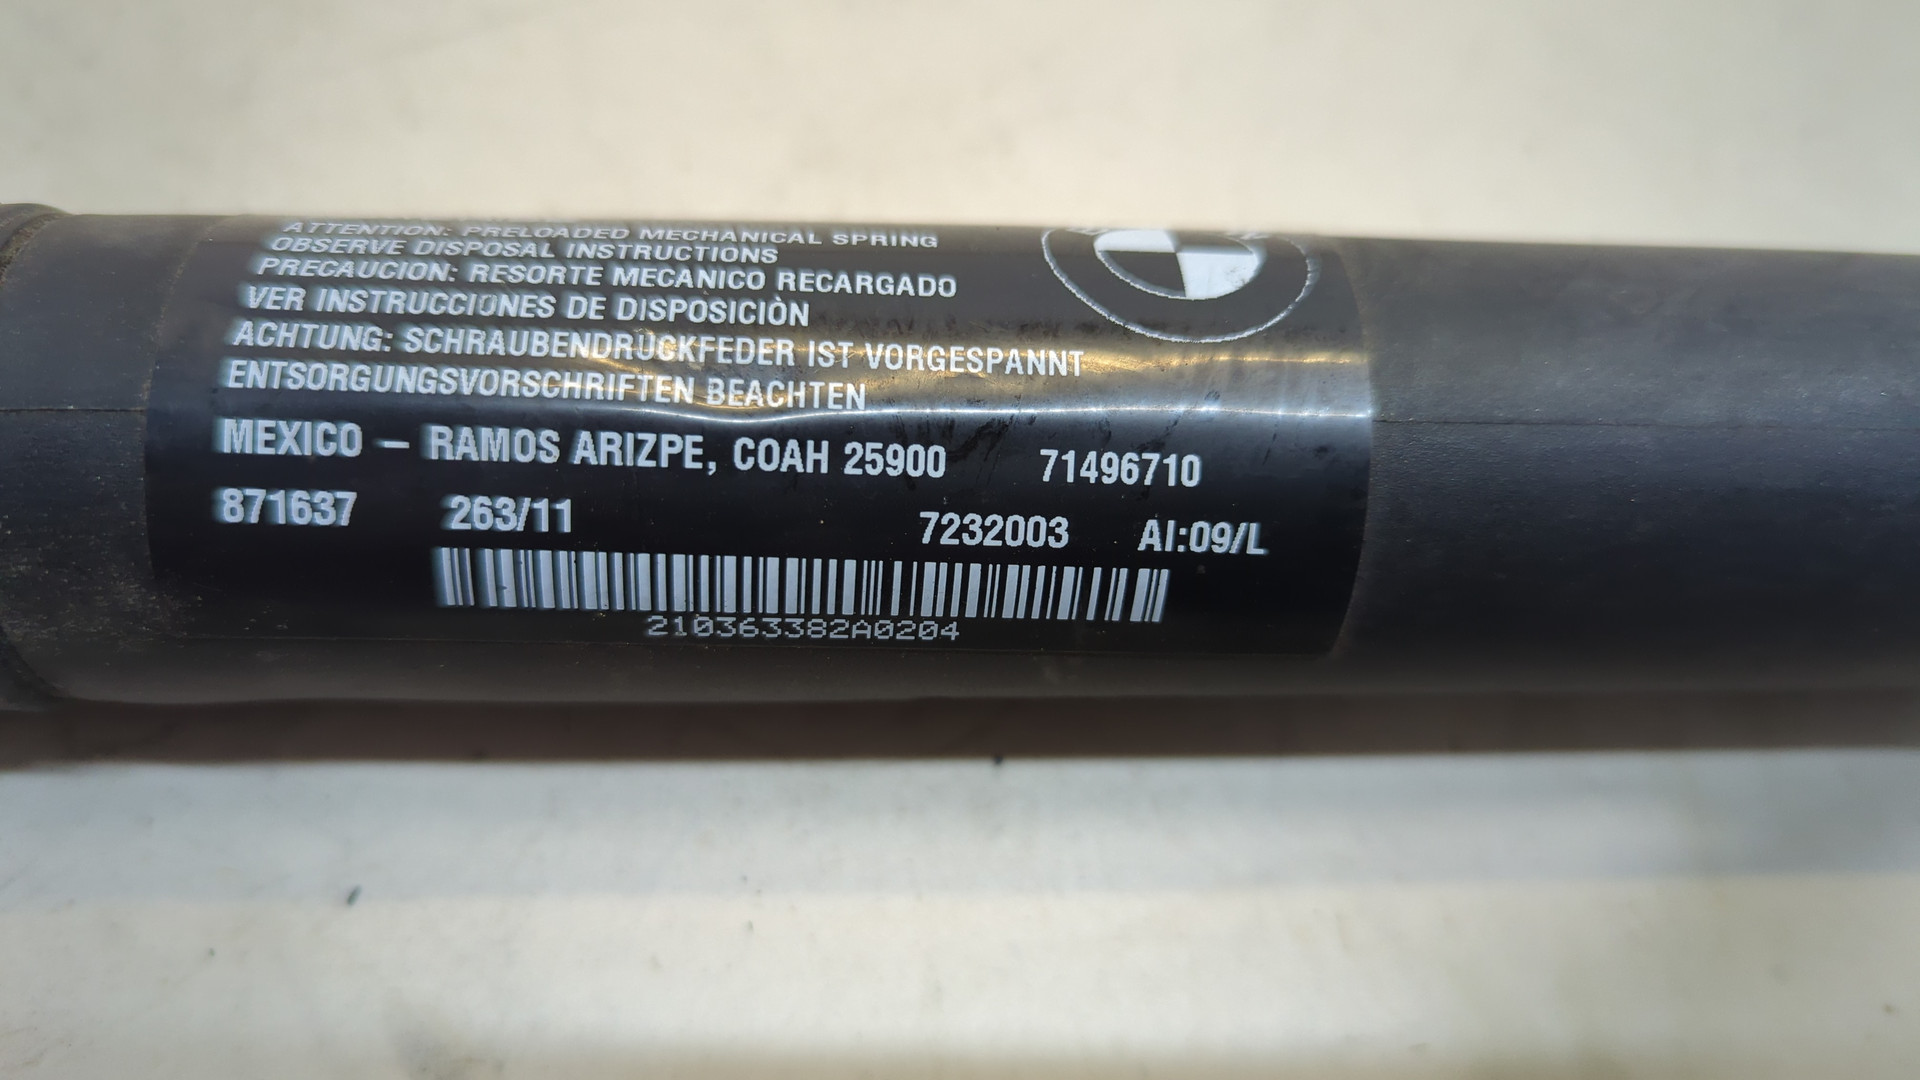 ATTENTION: PRELOADED MECHANICAL SPRING
OBSERVE DISPOSAL INSTRUCTIONS
PRECAUCION: RESORTE MECANICO RECARGADO
VER INSTRUCCIONES DE DISPOSICIÒN
ACHTUNG: SCHRAUBENDRUCKFEDER IST VORGESPANNT
ENTSORGUNGSVORSCHRIFTEN BEACHTEN
MEXICO – RAMOS ARIZPE, COAH 25900 71496710
871637 263/11 7232003 AI:09/L
210363382A0204